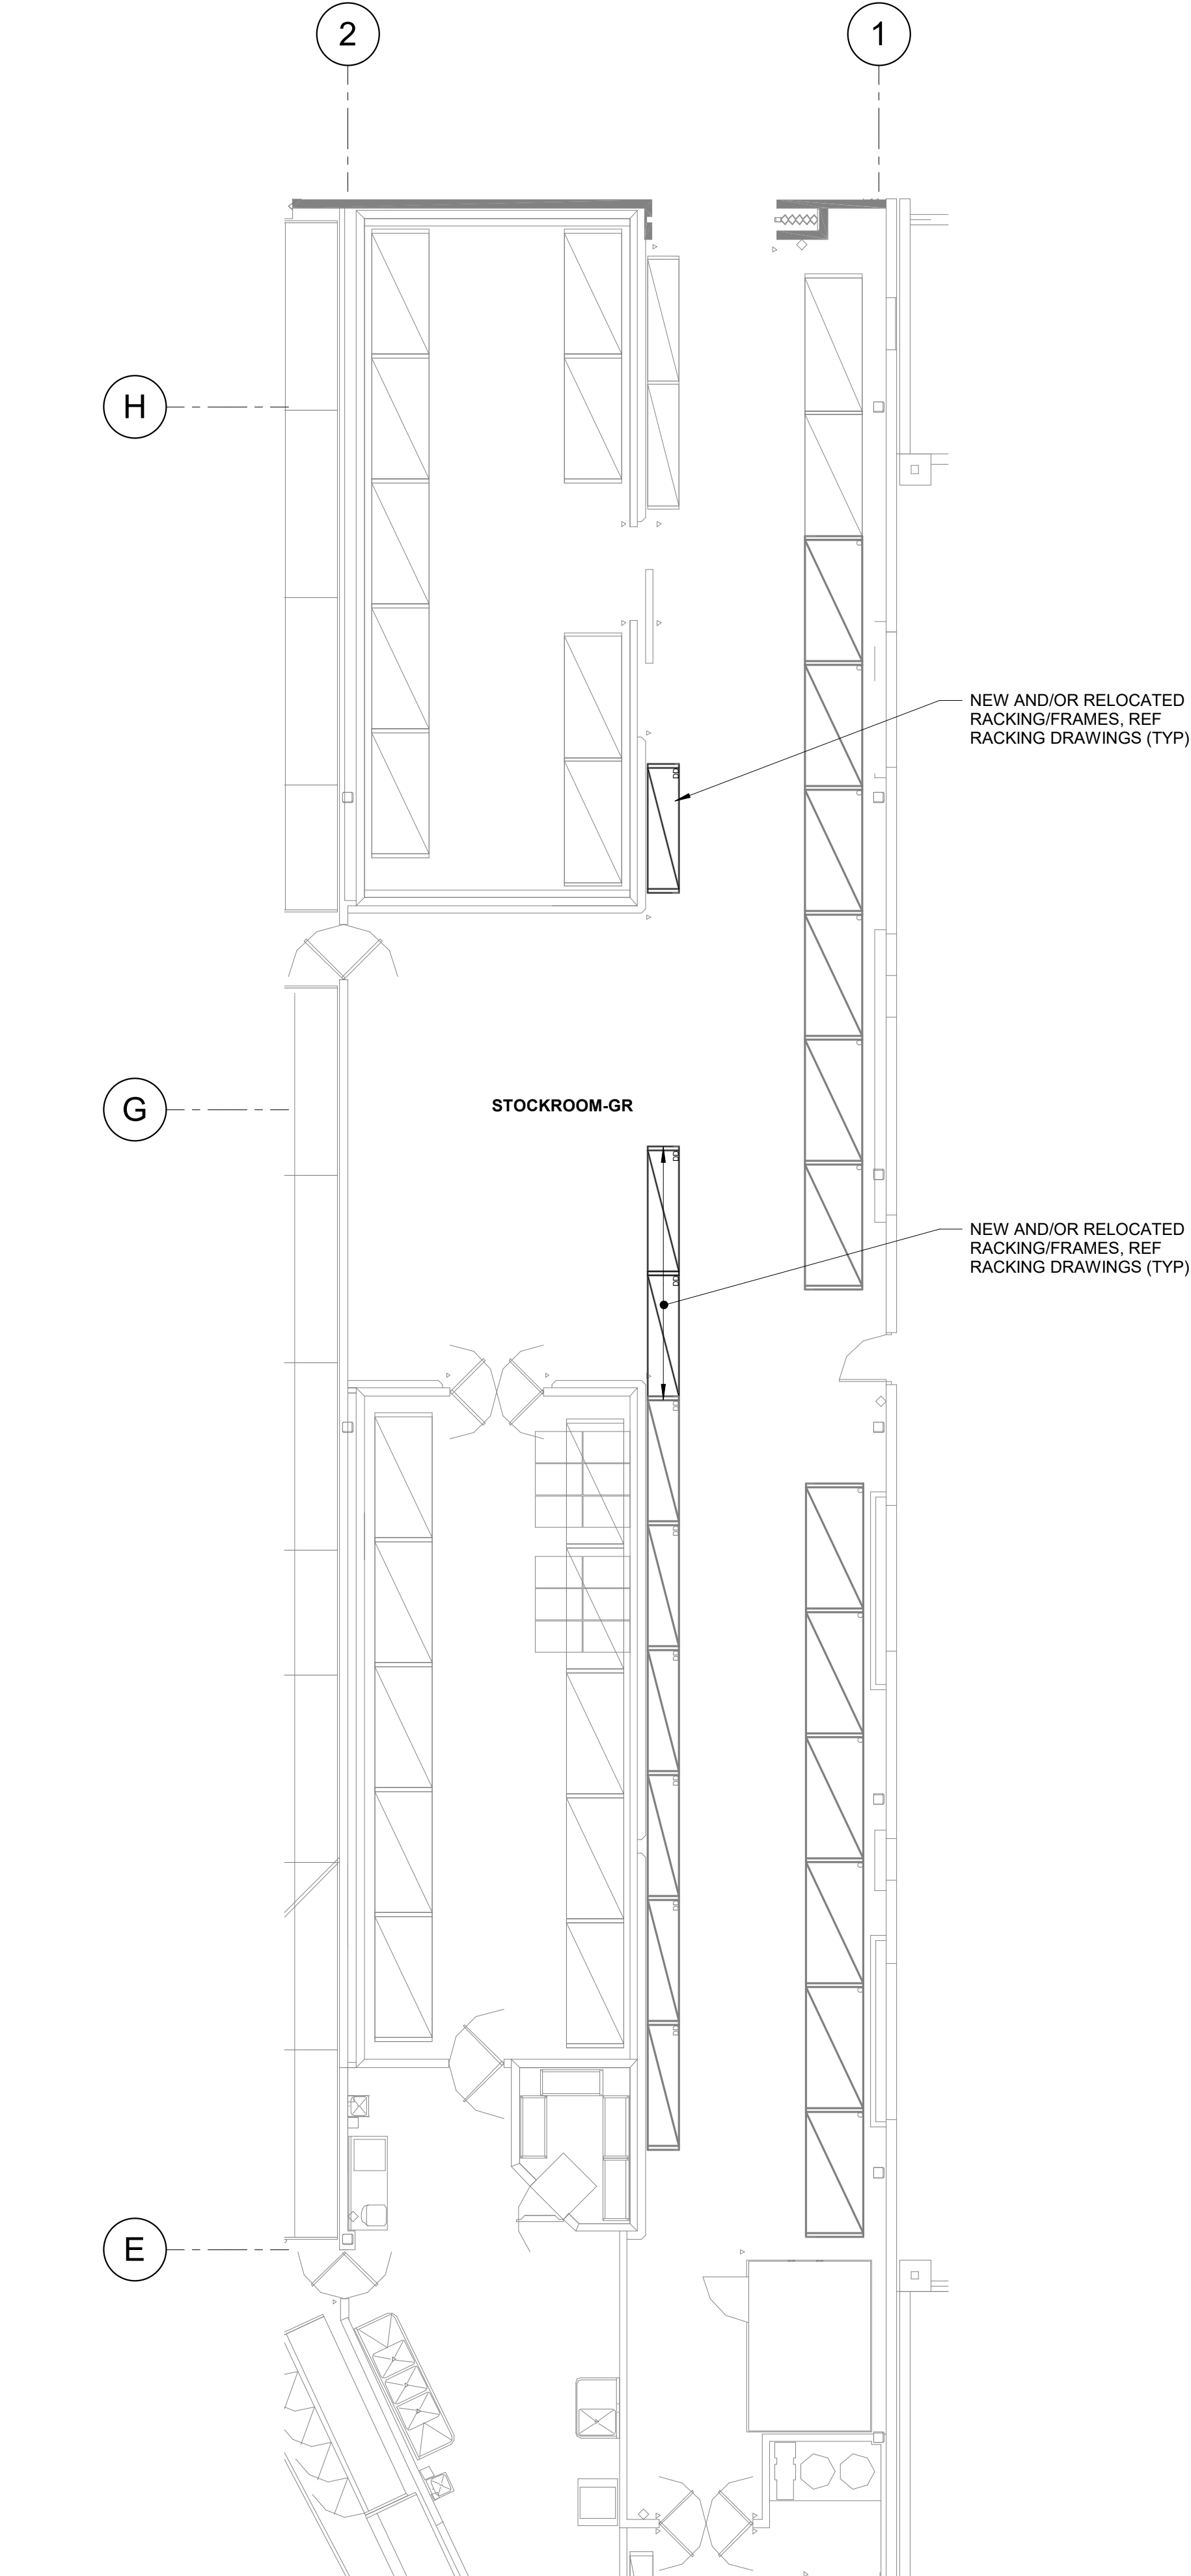 2
1
H
NEW AND/OR RELOCATED
RACKING/FRAMES, REF
RACKING DRAWINGS (TYP)
G
STOCKROOM-GR
NEW AND/OR RELOCATED
RACKING/FRAMES, REF
RACKING DRAWINGS (TYP)
E